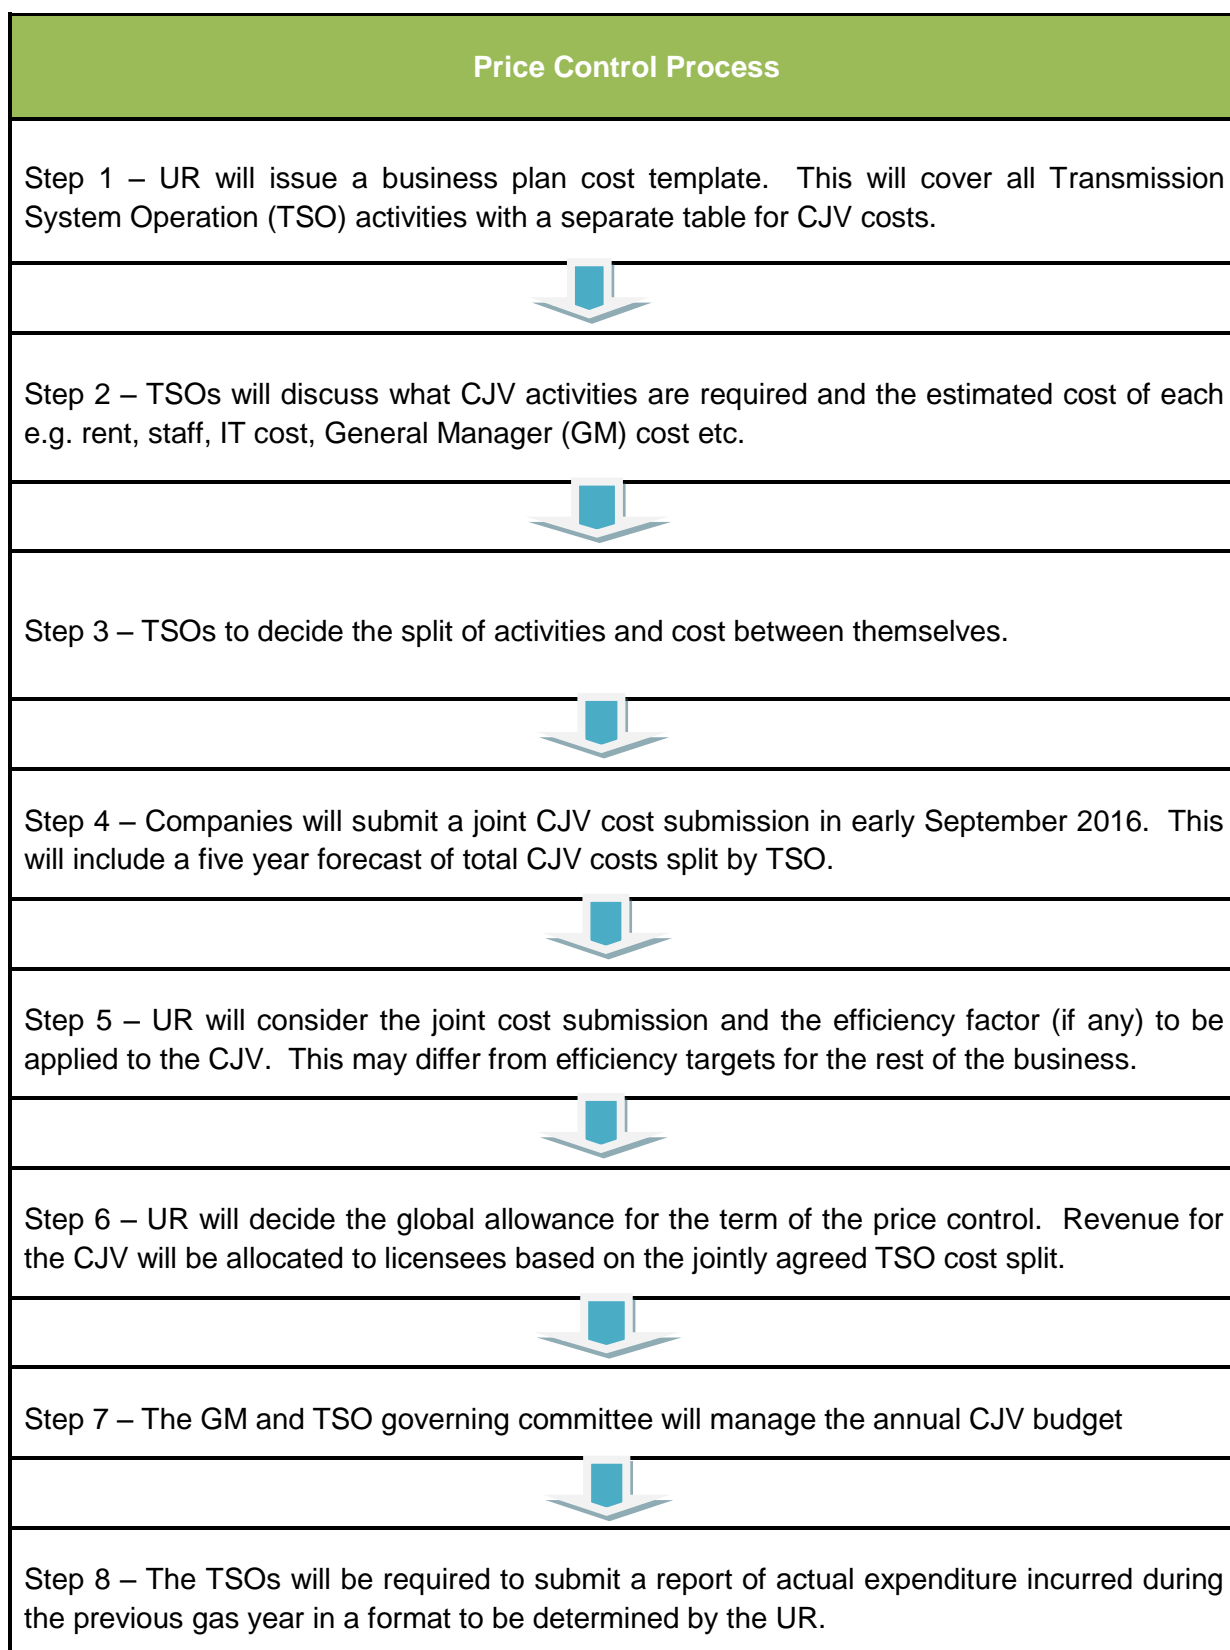 Price Control Process
Step 1 – UR will issue a business plan cost template. This will cover all Transmission
System Operation (TSO) activities with a separate table for CJV costs.
Step 2 – TSOs will discuss what CJV activities are required and the estimated cost of each
e.g. rent, staff, IT cost, General Manager (GM) cost etc.
Step 3 – TSOs to decide the split of activities and cost between themselves.
Step 4 – Companies will submit a joint CJV cost submission in early September 2016. This
will include a five year forecast of total CJV costs split by TSO.
Step 5 – UR will consider the joint cost submission and the efficiency factor (if any) to be
applied to the CJV. This may differ from efficiency targets for the rest of the business.
Step 6 – UR will decide the global allowance for the term of the price control. Revenue for
the CJV will be allocated to licensees based on the jointly agreed TSO cost split.
Step 7 – The GM and TSO governing committee will manage the annual CJV budget
Step 8 – The TSOs will be required to submit a report of actual expenditure incurred during
the previous gas year in a format to be determined by the UR.